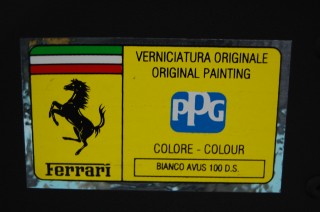 VERNICIATURA ORIGINALE
ORIGINAL PAINTING
PPG
COLORE - COLOUR
BIANCO AVUS 100 D.S.
Ferrari